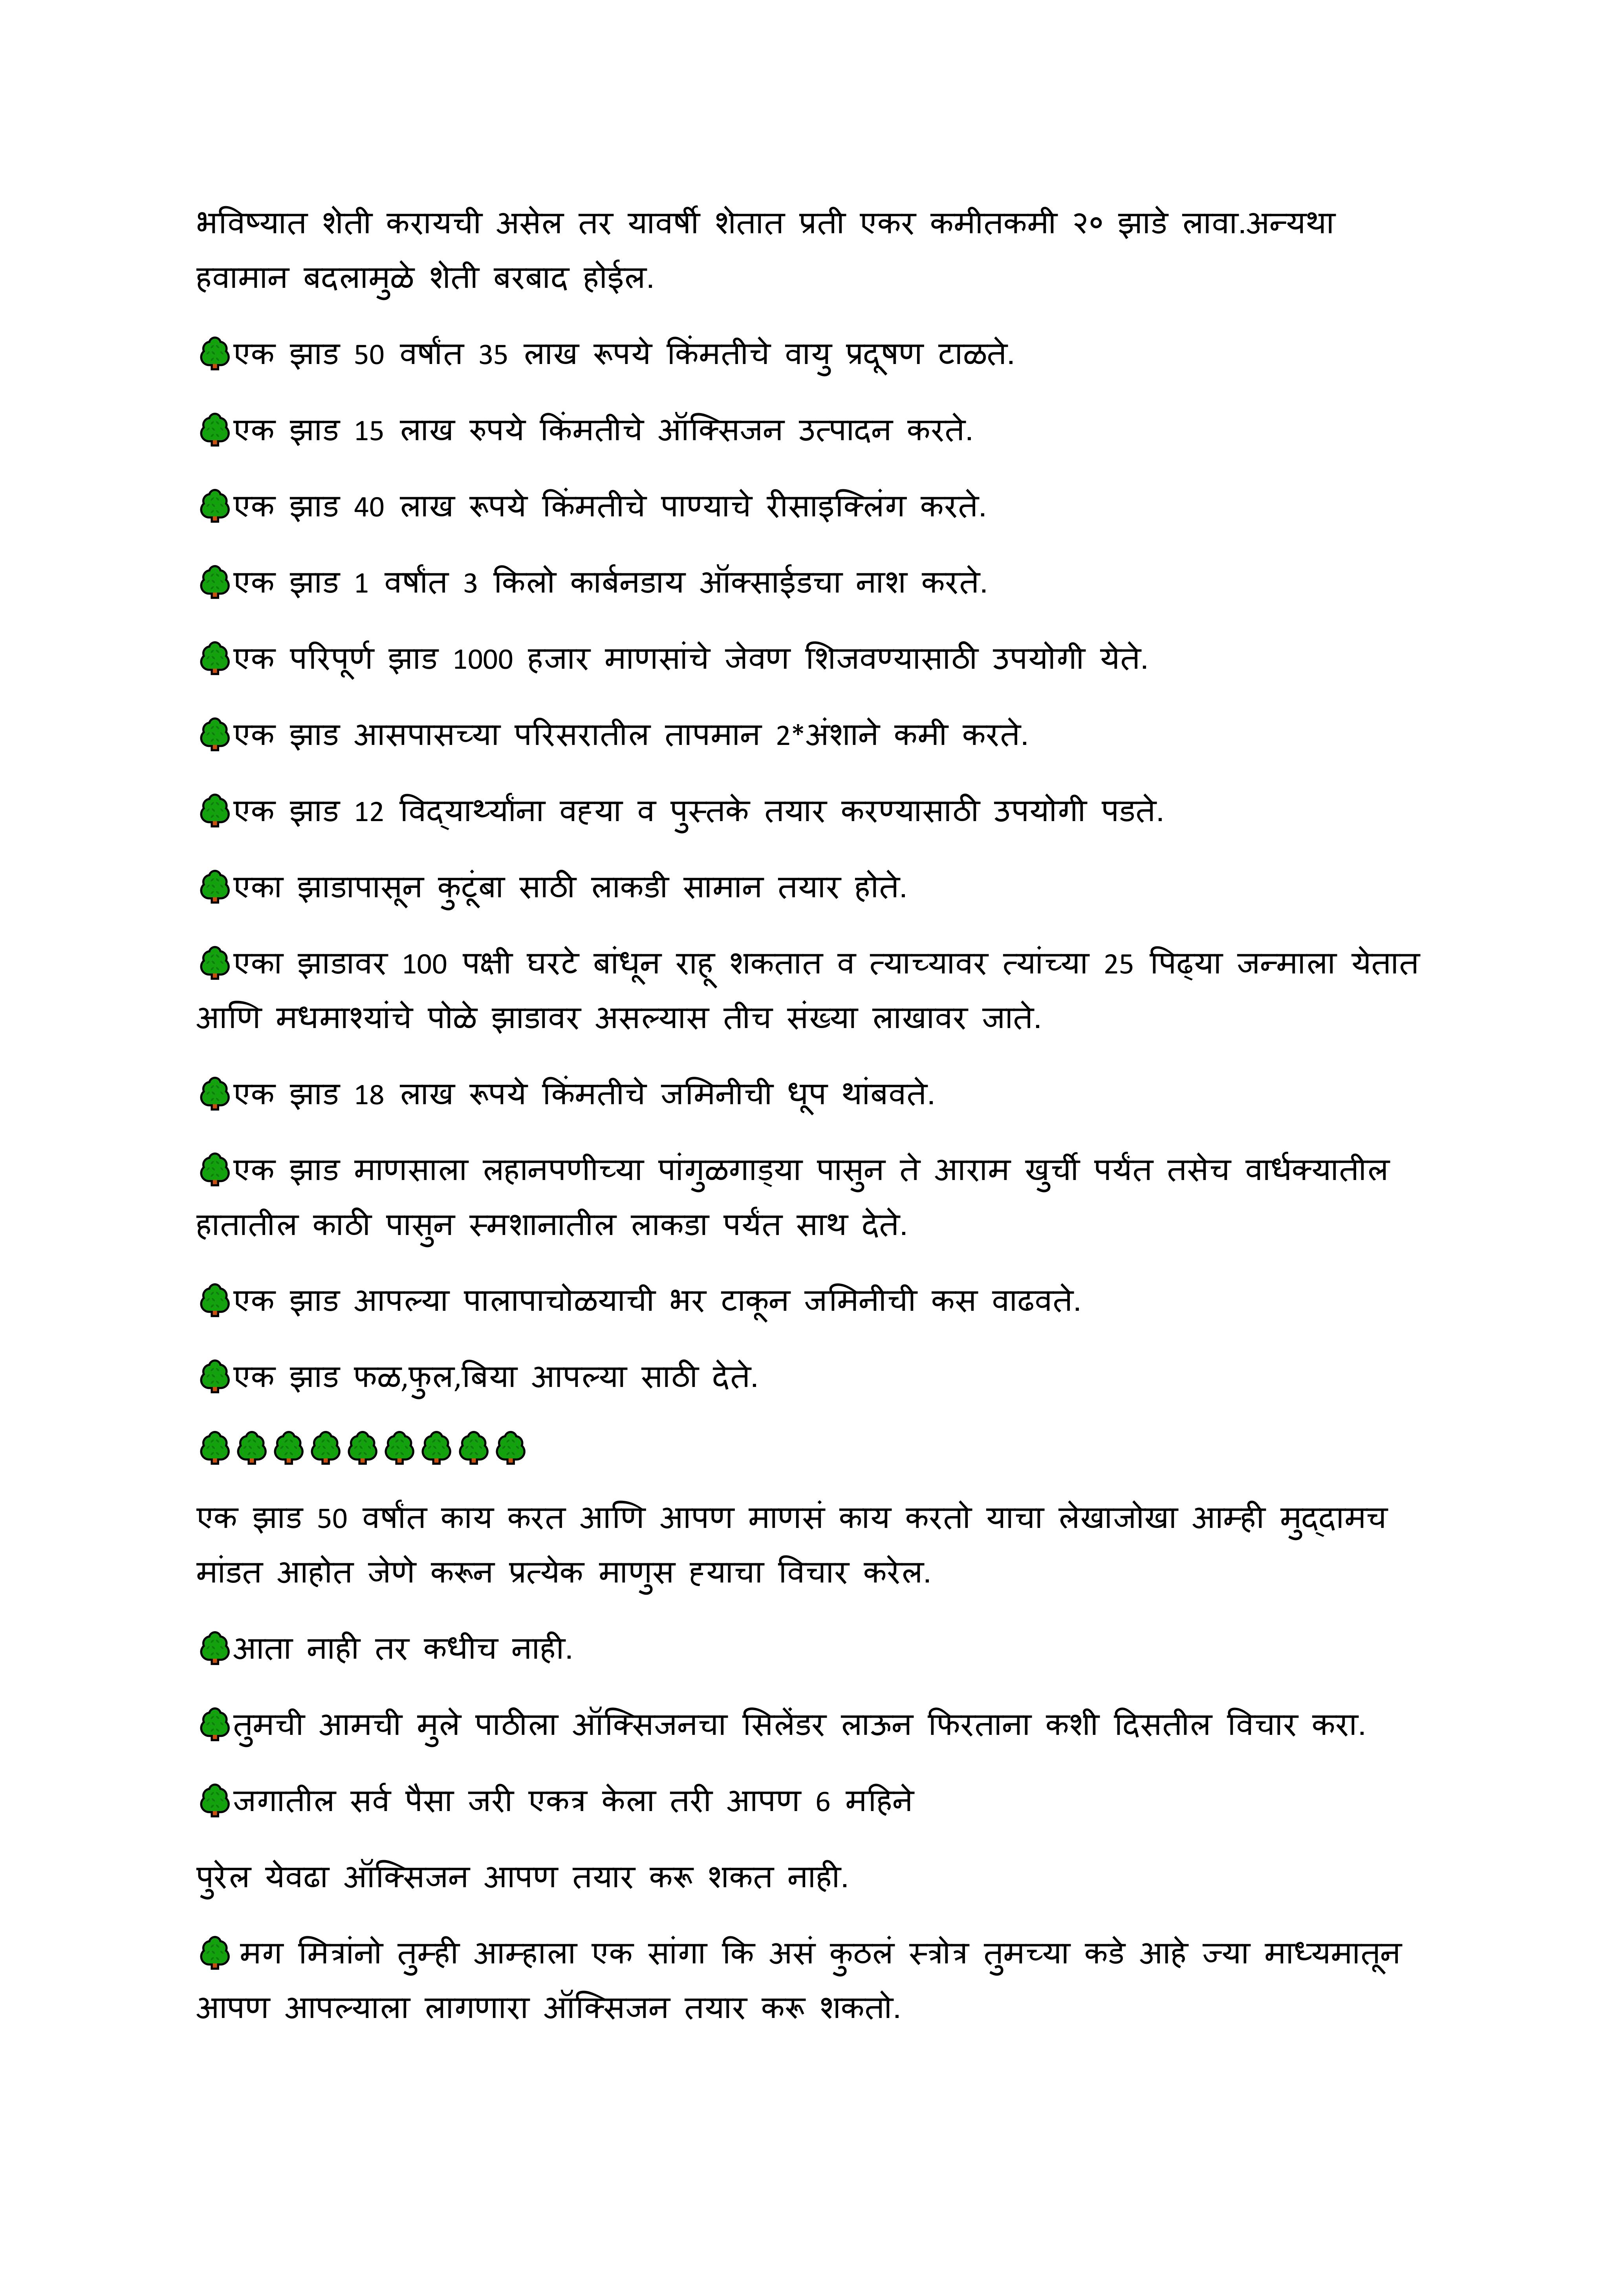 भविष्यात शेती करायची असेल तर यावर्षी शेतात प्रती एकर कमीतकमी २० झाडे लावा.अन्यथा
हवामान बदलामुळे शेती बरबाद होईल.
🌳एक झाड 50 वर्षांत 35 लाख रूपये किंमतीचे वायु प्रदूषण टाळते.
🌳एक झाड 15 लाख रुपये किंमतीचे ऑक्सिजन उत्पादन करते.
🌳एक झाड 40 लाख रूपये किंमतीचे पाण्याचे रीसाइक्लिंग करते.
🌳एक झाड 1 वर्षांत 3 किलो कार्बनडाय ऑक्साईडचा नाश करते.
🌳एक परिपूर्ण झाड 1000 हजार माणसांचे जेवण शिजवण्यासाठी उपयोगी येते.
🌳एक झाड आसपासच्या परिसरातील तापमान 2*अंशाने कमी करते.
🌳एक झाड 12 विद्यार्थ्यांना वह्या व पुस्तके तयार करण्यासाठी उपयोगी पडते.
🌳एका झाडापासून कुटूंबा साठी लाकडी सामान तयार होते.
🌳एका झाडावर 100 पक्षी घरटे बांधून राहू शकतात व त्याच्यावर त्यांच्या 25 पिढ्या जन्माला येतात
आणि मधमाश्यांचे पोळे झाडावर असल्यास तीच संख्या लाखावर जाते.
🌳एक झाड 18 लाख रूपये किंमतीचे जमिनीची धूप थांबवते.
🌳एक झाड माणसाला लहानपणीच्या पांगुळगाड्या पासुन ते आराम खुर्ची पर्यंत तसेच वार्धक्यातील
हातातील काठी पासुन स्मशानातील लाकडा पर्यंत साथ देते.
🌳एक झाड आपल्या पालापाचोळयाची भर टाकून जमिनीची कस वाढवते.
🌳एक झाड फळ,फुल,बिया आपल्या साठी देते.
🌳🌳🌳🌳🌳🌳🌳🌳🌳
एक झाड 50 वर्षांत काय करत आणि आपण माणसं काय करतो याचा लेखाजोखा आम्ही मुद्दामच
मांडत आहोत जेणे करून प्रत्येक माणुस ह्याचा विचार करेल.
🌳आता नाही तर कधीच नाही.
🌳तुमची आमची मुले पाठीला ऑक्सिजनचा सिलेंडर लाऊन फिरताना कशी दिसतील विचार करा.
🌳जगातील सर्व पैसा जरी एकत्र केला तरी आपण 6 महिने
पुरेल येवढा ऑक्सिजन आपण तयार करू शकत नाही.
🌳 मग मित्रांनो तुम्ही आम्हाला एक सांगा कि असं कुठलं स्त्रोत्र तुमच्या कडे आहे ज्या माध्यमातून
आपण आपल्याला लागणारा ऑक्सिजन तयार करू शकतो.